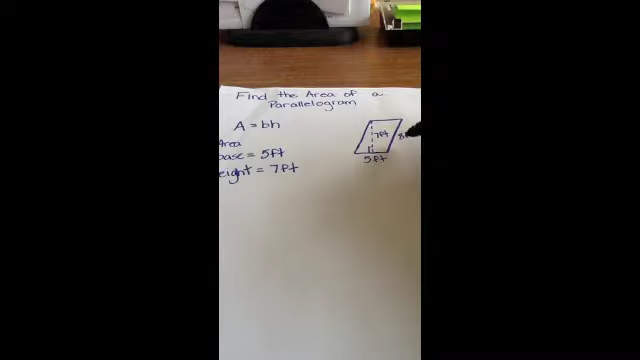 Find the Area of a
Parallelogram
A = bh
Area
base = 5ft
eight = 7ft
7ft
5ft